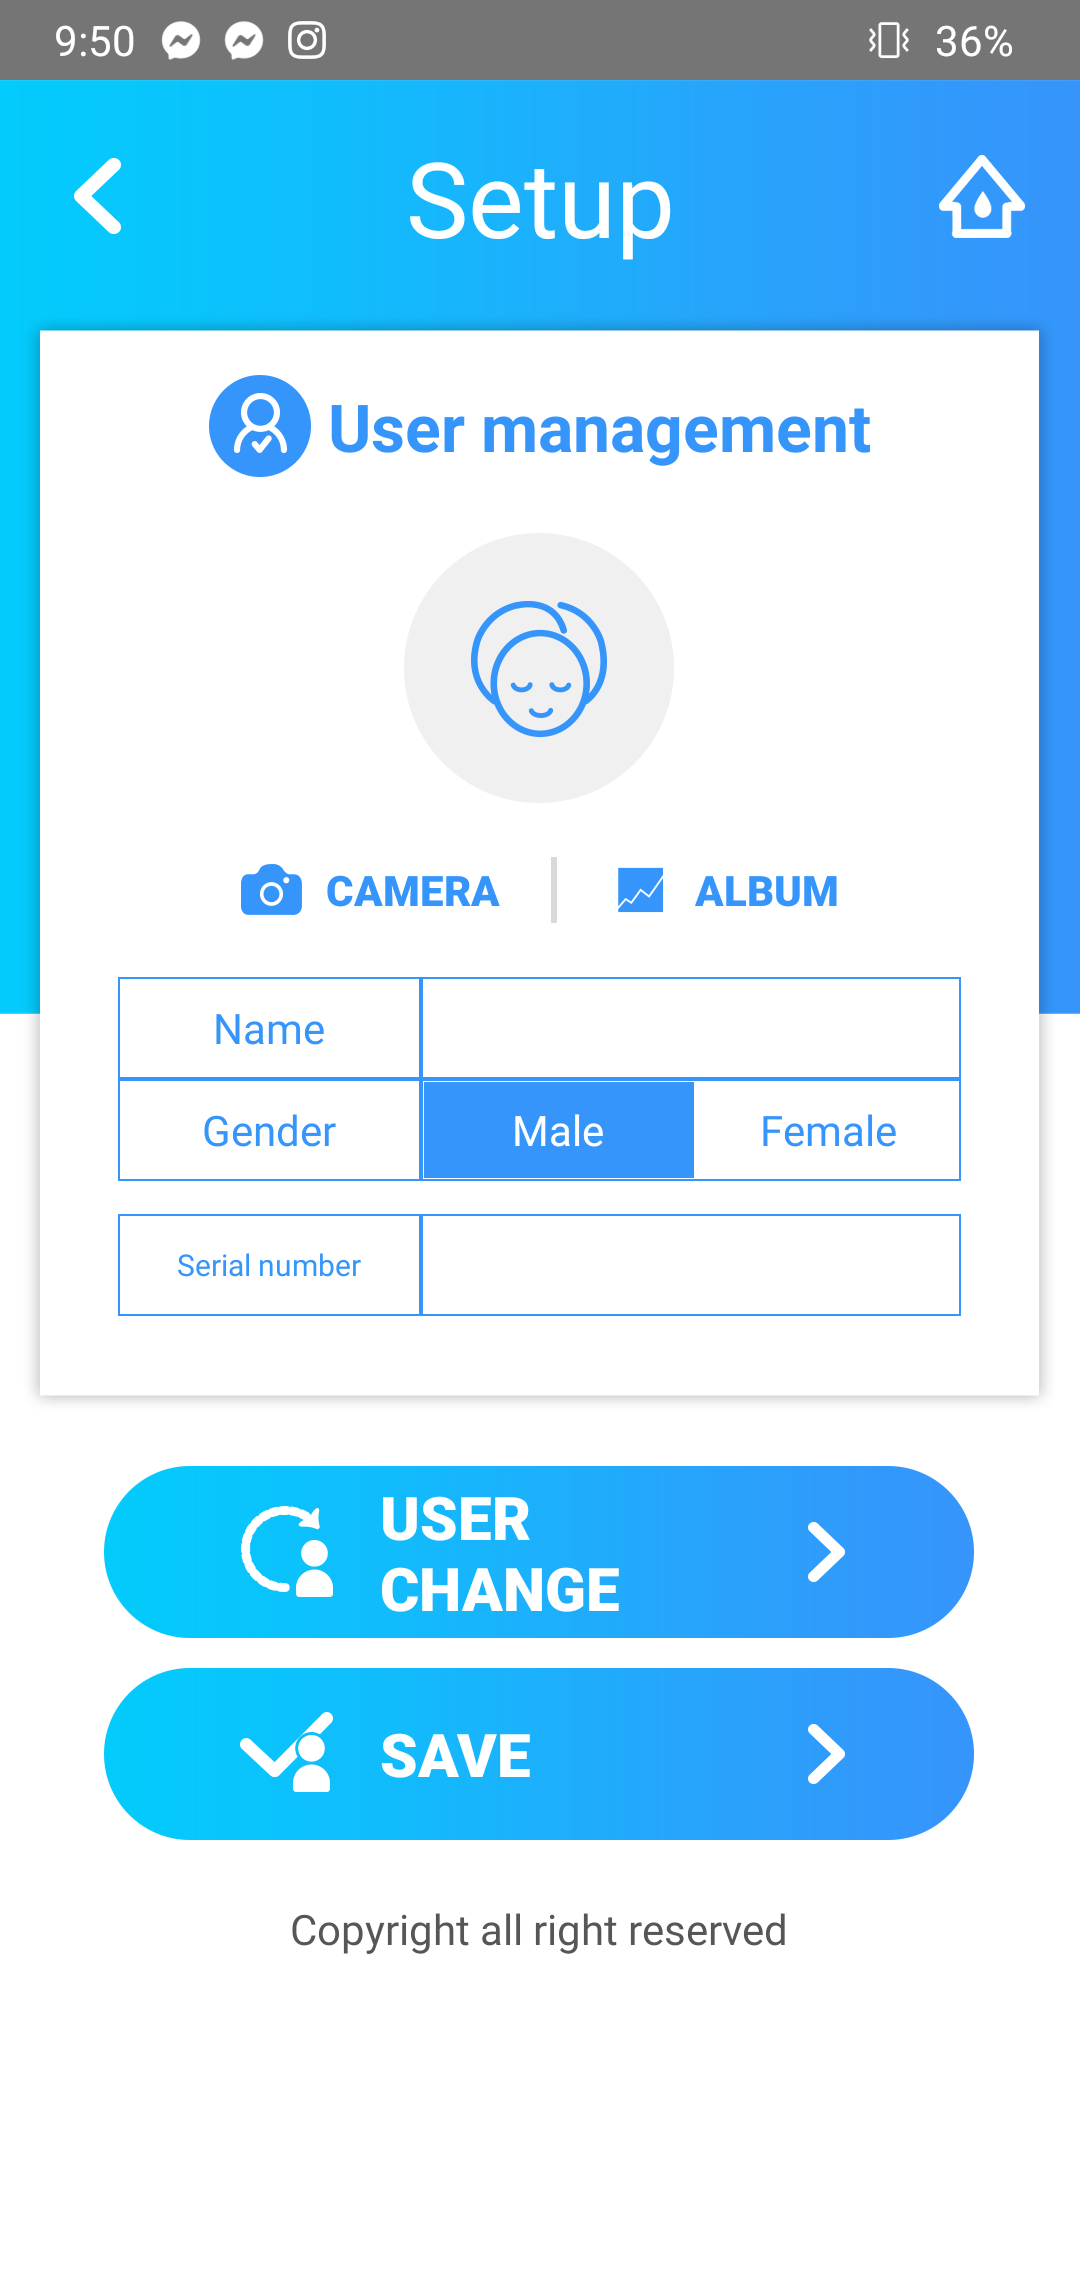 9:50 36%
Setup
User management
CAMERA ALBUM
Name
Gender Male Female
Serial number
USER
CHANGE
SAVE
Copyright all right reserved